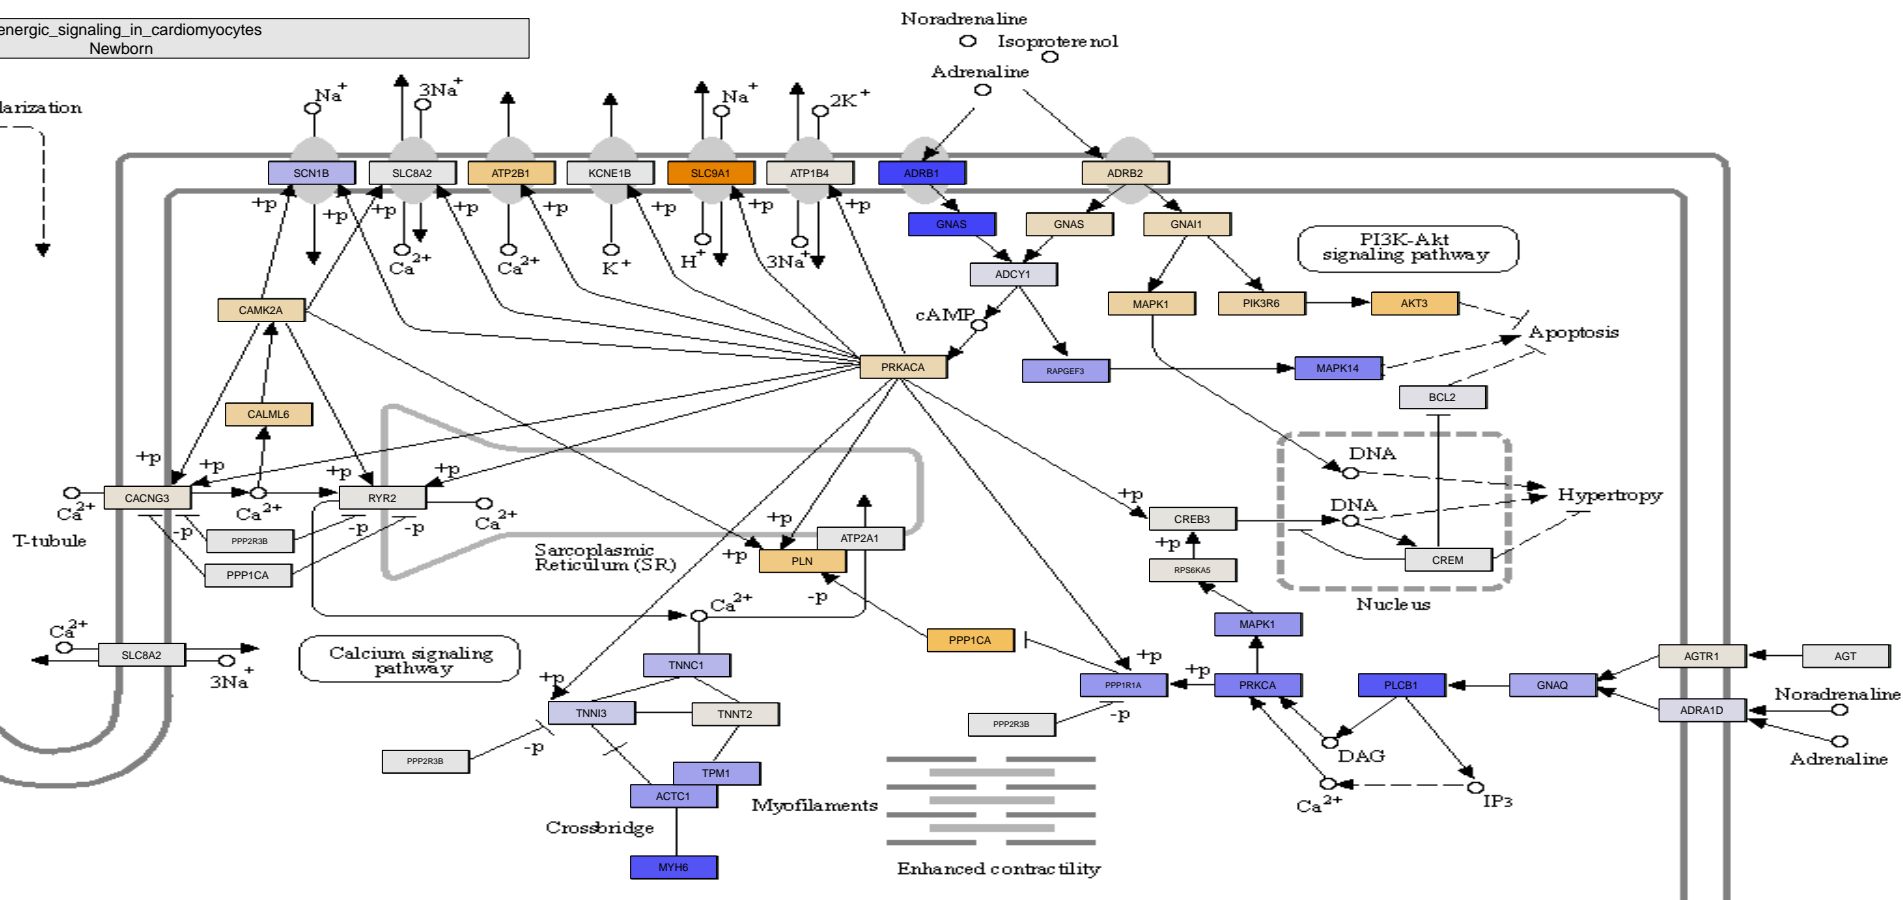 energic_signaling_in_cardiomyocytes
Newborn
larization
Noradrenaline
Isoproterenol
Adrenaline
Na+
3Na+
Na+
2K+
SCN1B
SLC8A2
ATP2B1
KCNE1B
SLC9A1
ATP1B4
ADRB1
ADRB2
+p
+p
+p
+p
+p
+p
+p
+p
GNAS
GNAS
GNAI1
Ca2+
Ca2+
K+
H+
3Na+
PI3K-Akt
signaling pathway
ADCY1
CAMK2A
MAPK1
PIK3R6
AKT3
cAMP
Apoptosis
PRKACA
RAPGEF3
MAPK14
BCL2
CALML6
+p
+p
+p
+p
DNA
CACNG3
RYR2
Ca2+
Ca2+
Ca2+
+p
DNA
Hypertropy
T-tubule
-p
-p
-p
PPP2R3B
PPP1CA
Sarcoplasmic
Reticulum (SR)
+p
+p
ATP2A1
PLN
-p
CREB3
+p
RPS6KA5
CREM
Nucleus
Ca2+
SLC8A2
3Na+
Calcium signaling
pathway
Ca2+
PPP1CA
MAPK1
TNNC1
+p
+p
+p
PPP1R1A
PRKCA
PLCB1
GNAQ
AGTR1
AGT
TNNI3
TNNT2
PPP2R3B
-p
ADRA1D
Noradrenaline
Adrenaline
-p
PPP2R3B
DAG
TPM1
ACTC1
Myofilaments
Ca2+
IP3
Crossbridge
MYH6
Enhanced contractility